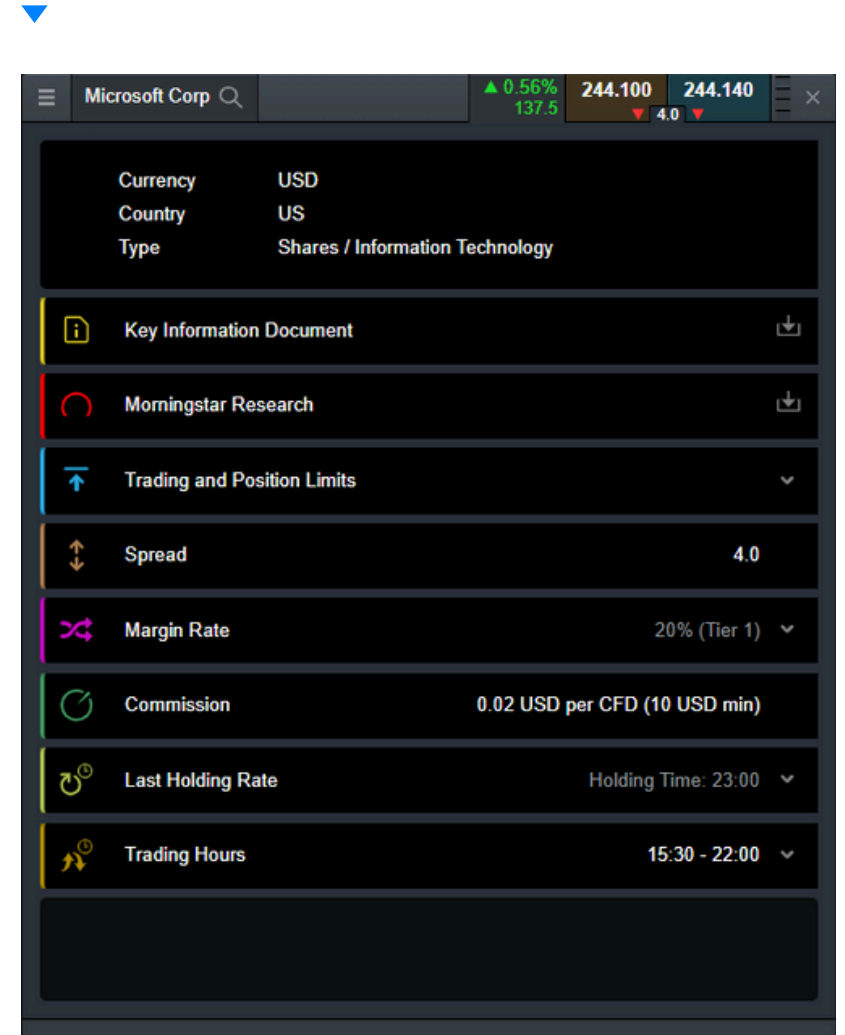 Microsoft Corp
0.56%
137.5
244.100
244.140
4.0
Currency USD
Country US
Type Shares / Information Technology
Key Information Document
Morningstar Research
Trading and Position Limits
Spread 4.0
Margin Rate 20% (Tier 1)
Commission 0.02 USD per CFD (10 USD min)
Last Holding Rate Holding Time: 23:00
Trading Hours 15:30 - 22:00